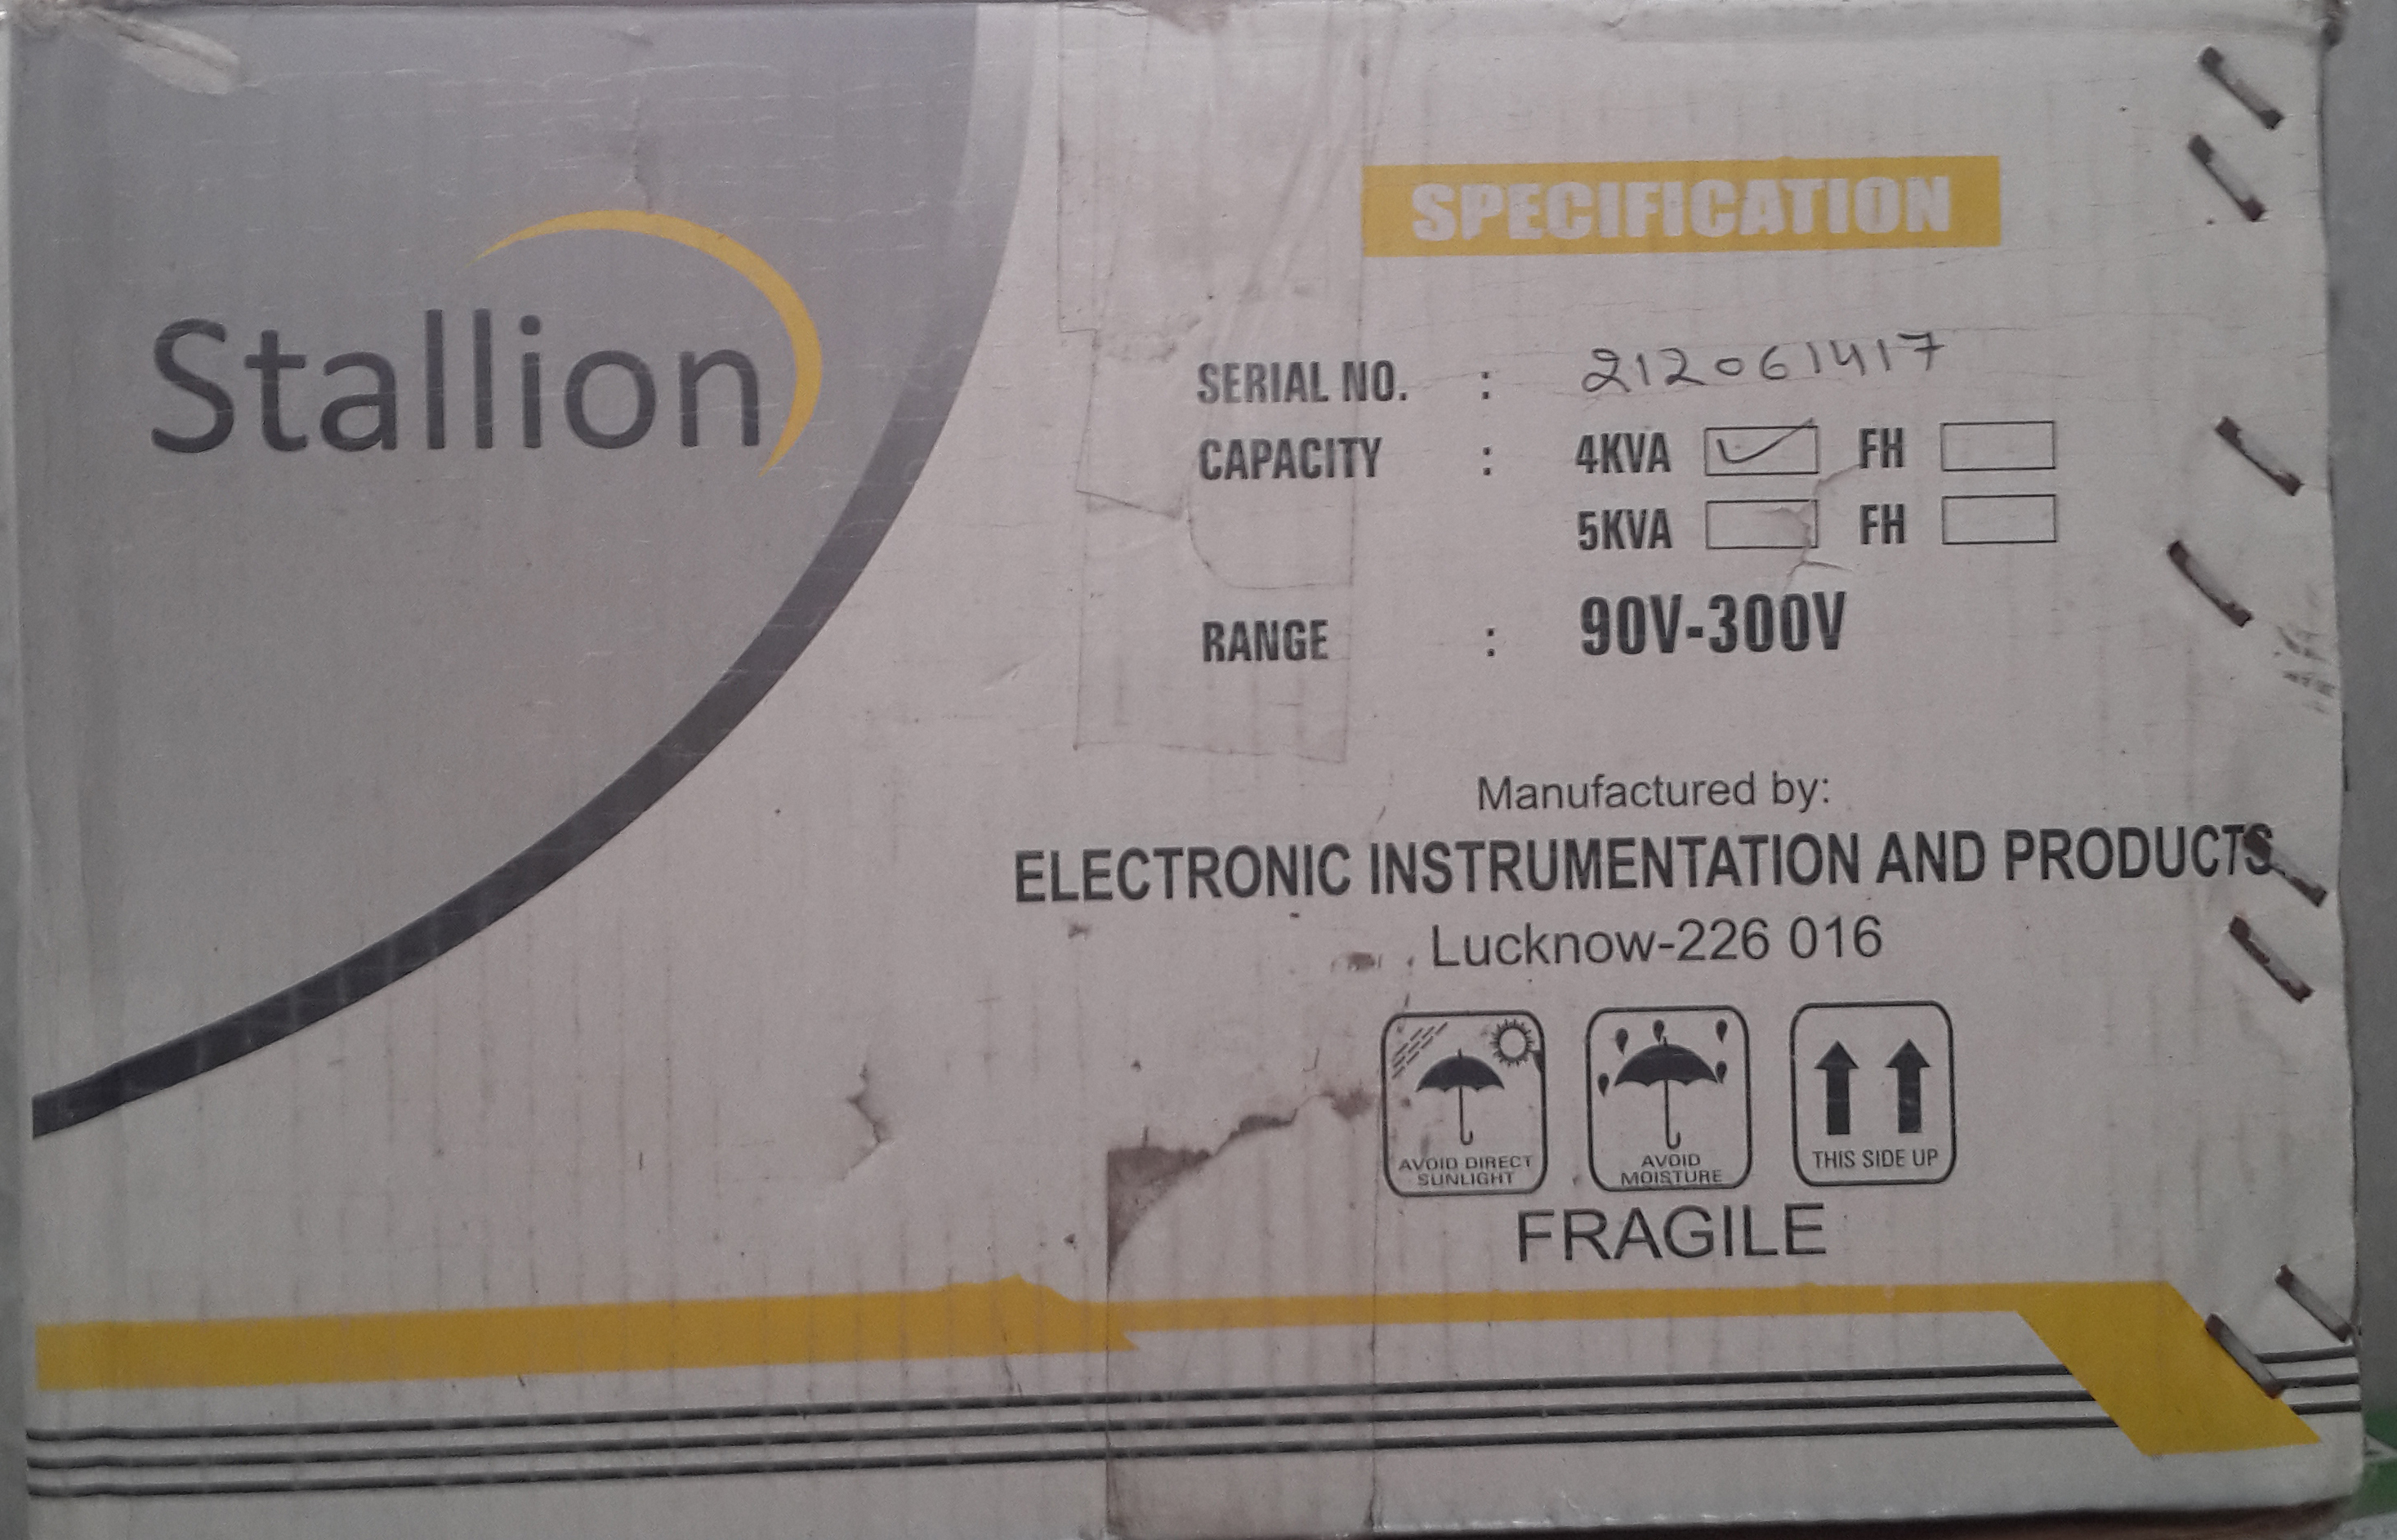 Stallion
SPECIFICATION
SERIAL NO. : 212061417
CAPACITY : 4KVA FH
5KVA FH
RANGE : 90V-300V
Manufactured by:
ELECTRONIC INSTRUMENTATION AND PRODUCTS
Lucknow-226 016
AVOID DIRECT
SUNLIGHT
AVOID
MOISTURE
THIS SIDE UP
FRAGILE